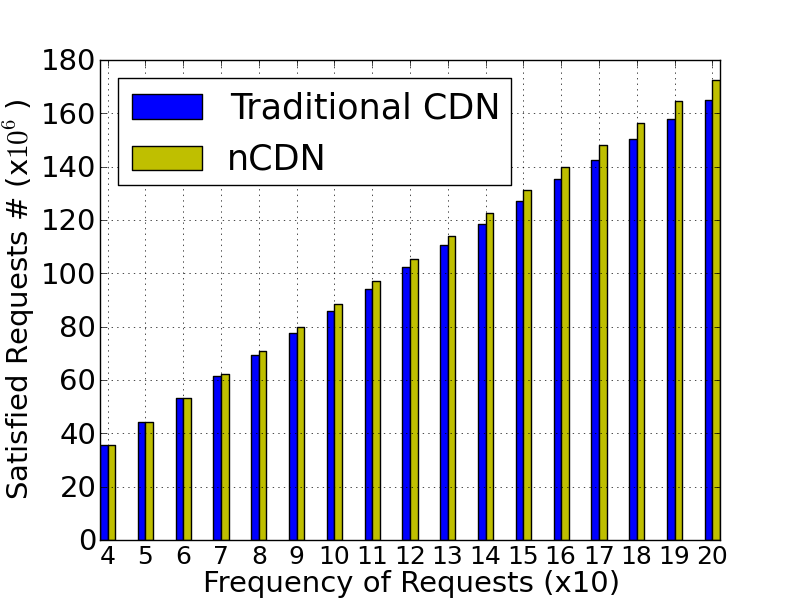 180
160
140
120
100
80
60
40
20
0
Satisfied Requests # (x10⁶)
Traditional CDN
nCDN
4 5 6 7 8 9 10 11 12 13 14 15 16 17 18 19 20
Frequency of Requests (x10)